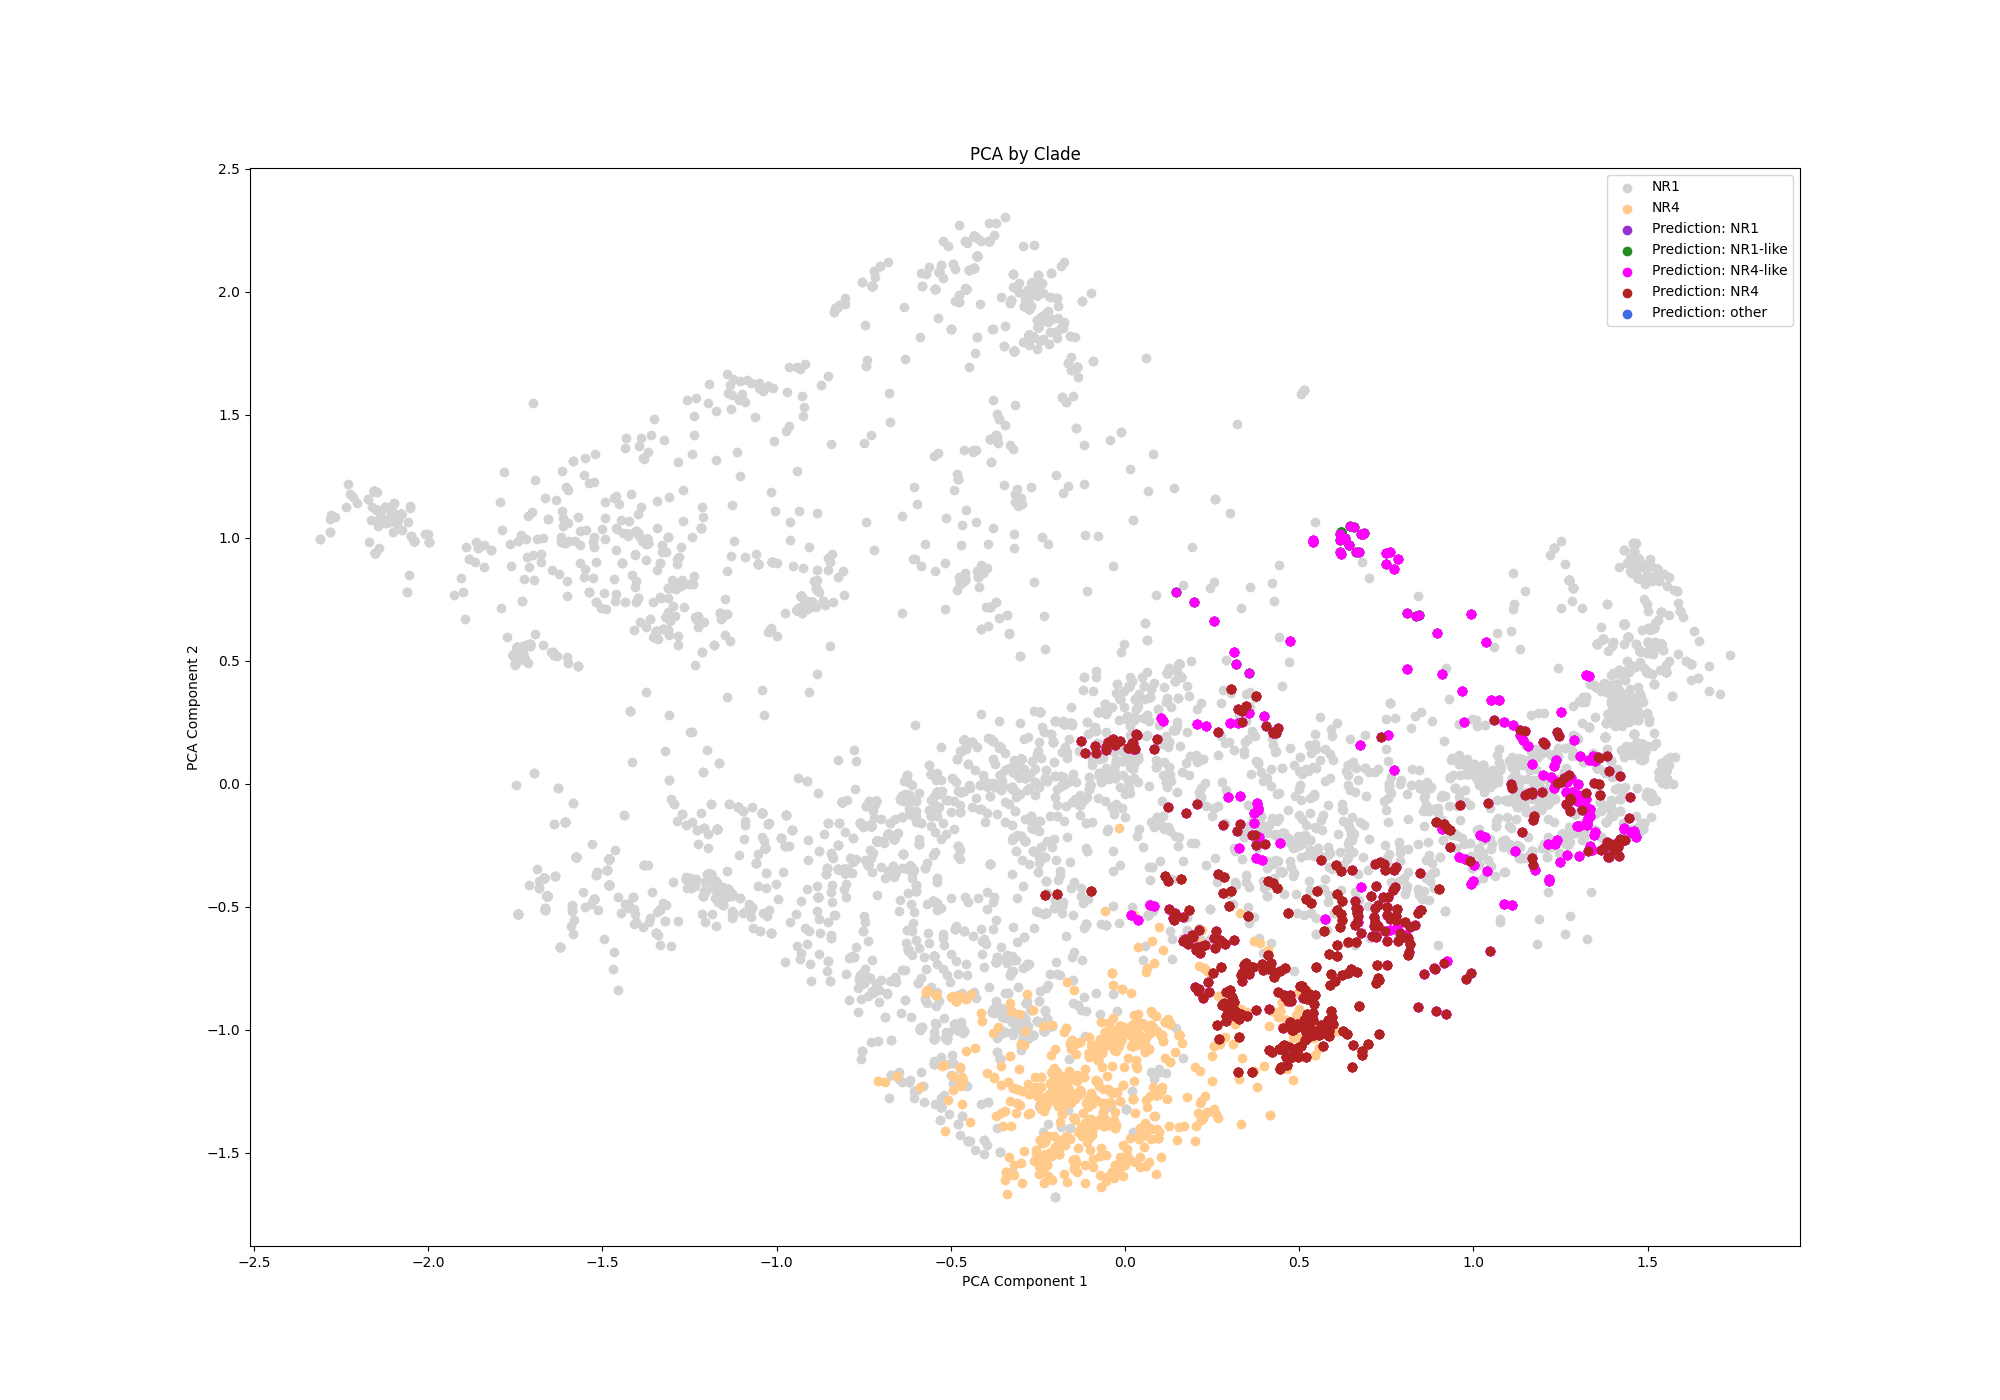 PCA by Clade
NR1
NR4
Prediction: NR1
Prediction: NR1-like
Prediction: NR4-like
Prediction: NR4
Prediction: other
PCA Component 2
2.5
2.0
1.5
1.0
0.5
0.0
−0.5
−1.0
−1.5
−2.5 −2.0 −1.5 −1.0 −0.5 0.0 0.5 1.0 1.5
PCA Component 1